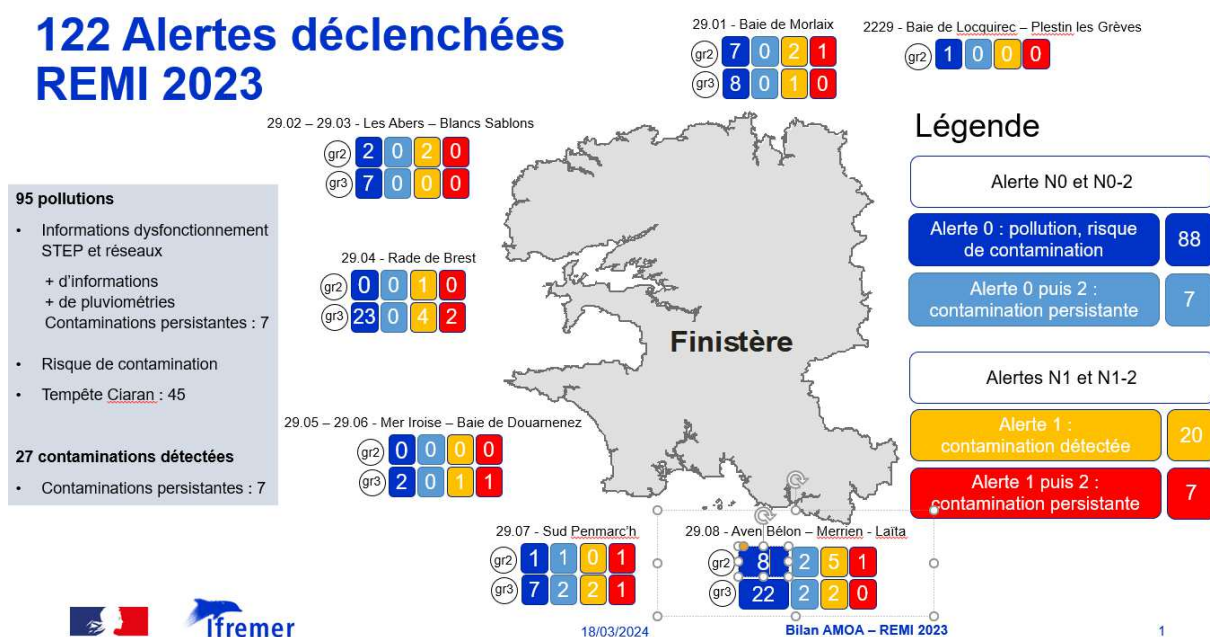 122 Alertes déclenchées
REMI 2023
29.01 - Baie de Morlaix
gr2 7 0 2 1
gr3 8 0 1 0
2229 - Baie de Locquirec – Plestin les Grèves
gr2 1 0 0 0
29.02 – 29.03 - Les Abers – Blancs Sablons
gr2 2 0 2 0
gr3 7 0 0 0
95 pollutions
• Informations dysfonctionnement
STEP et réseaux
+ d'informations
+ de pluviométries
Contaminations persistantes : 7
• Risque de contamination
• Tempête Ciaran : 45
27 contaminations détectées
• Contaminations persistantes : 7
29.04 - Rade de Brest
gr2 0 0 1 0
gr3 23 0 4 2
Finistère
29.05 – 29.06 - Mer Iroise – Baie de Douarnenez
gr2 0 0 0 0
gr3 2 0 1 1
29.07 - Sud Penmarc'h
gr2 1 1 0 1
gr3 7 2 2 1
29.08 - Aven Bélon – Merrien - Laïta
gr2 8 2 5 1
gr3 22 2 2 0
Légende
Alerte N0 et N0-2
Alerte 0 : pollution, risque
de contamination
88
Alerte 0 puis 2 :
contamination persistante
7
Alertes N1 et N1-2
Alerte 1 :
contamination détectée
20
Alerte 1 puis 2 :
contamination persistante
7
Ifremer
18/03/2024
Bilan AMOA – REMI 2023
1